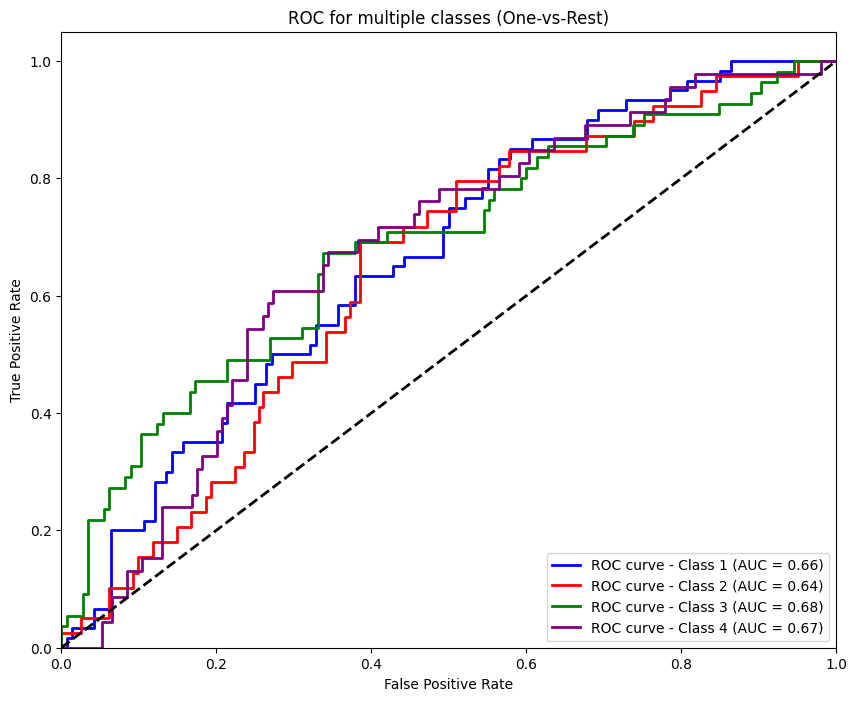 ROC for multiple classes (One-vs-Rest)
True Positive Rate
1.0
0.8
0.6
0.4
0.2
0.0
ROC curve - Class 1 (AUC = 0.66)
ROC curve - Class 2 (AUC = 0.64)
ROC curve - Class 3 (AUC = 0.68)
ROC curve - Class 4 (AUC = 0.67)
0.0 0.2 0.4 0.6 0.8 1.0
False Positive Rate